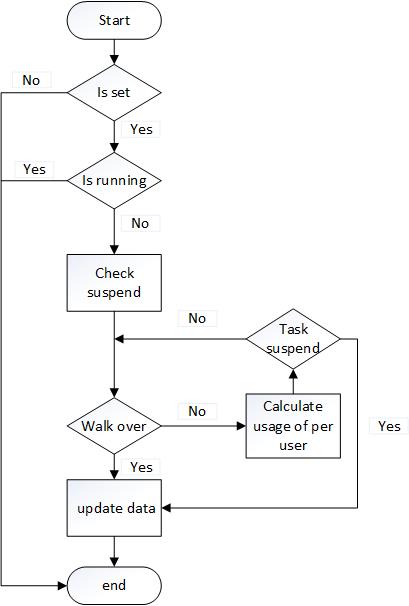 Start
No
Is set
Yes
Yes
Is running
No
Check
suspend
No
Task
suspend
Walk over
No
Calculate
usage of per
user
Yes
Yes
update data
end